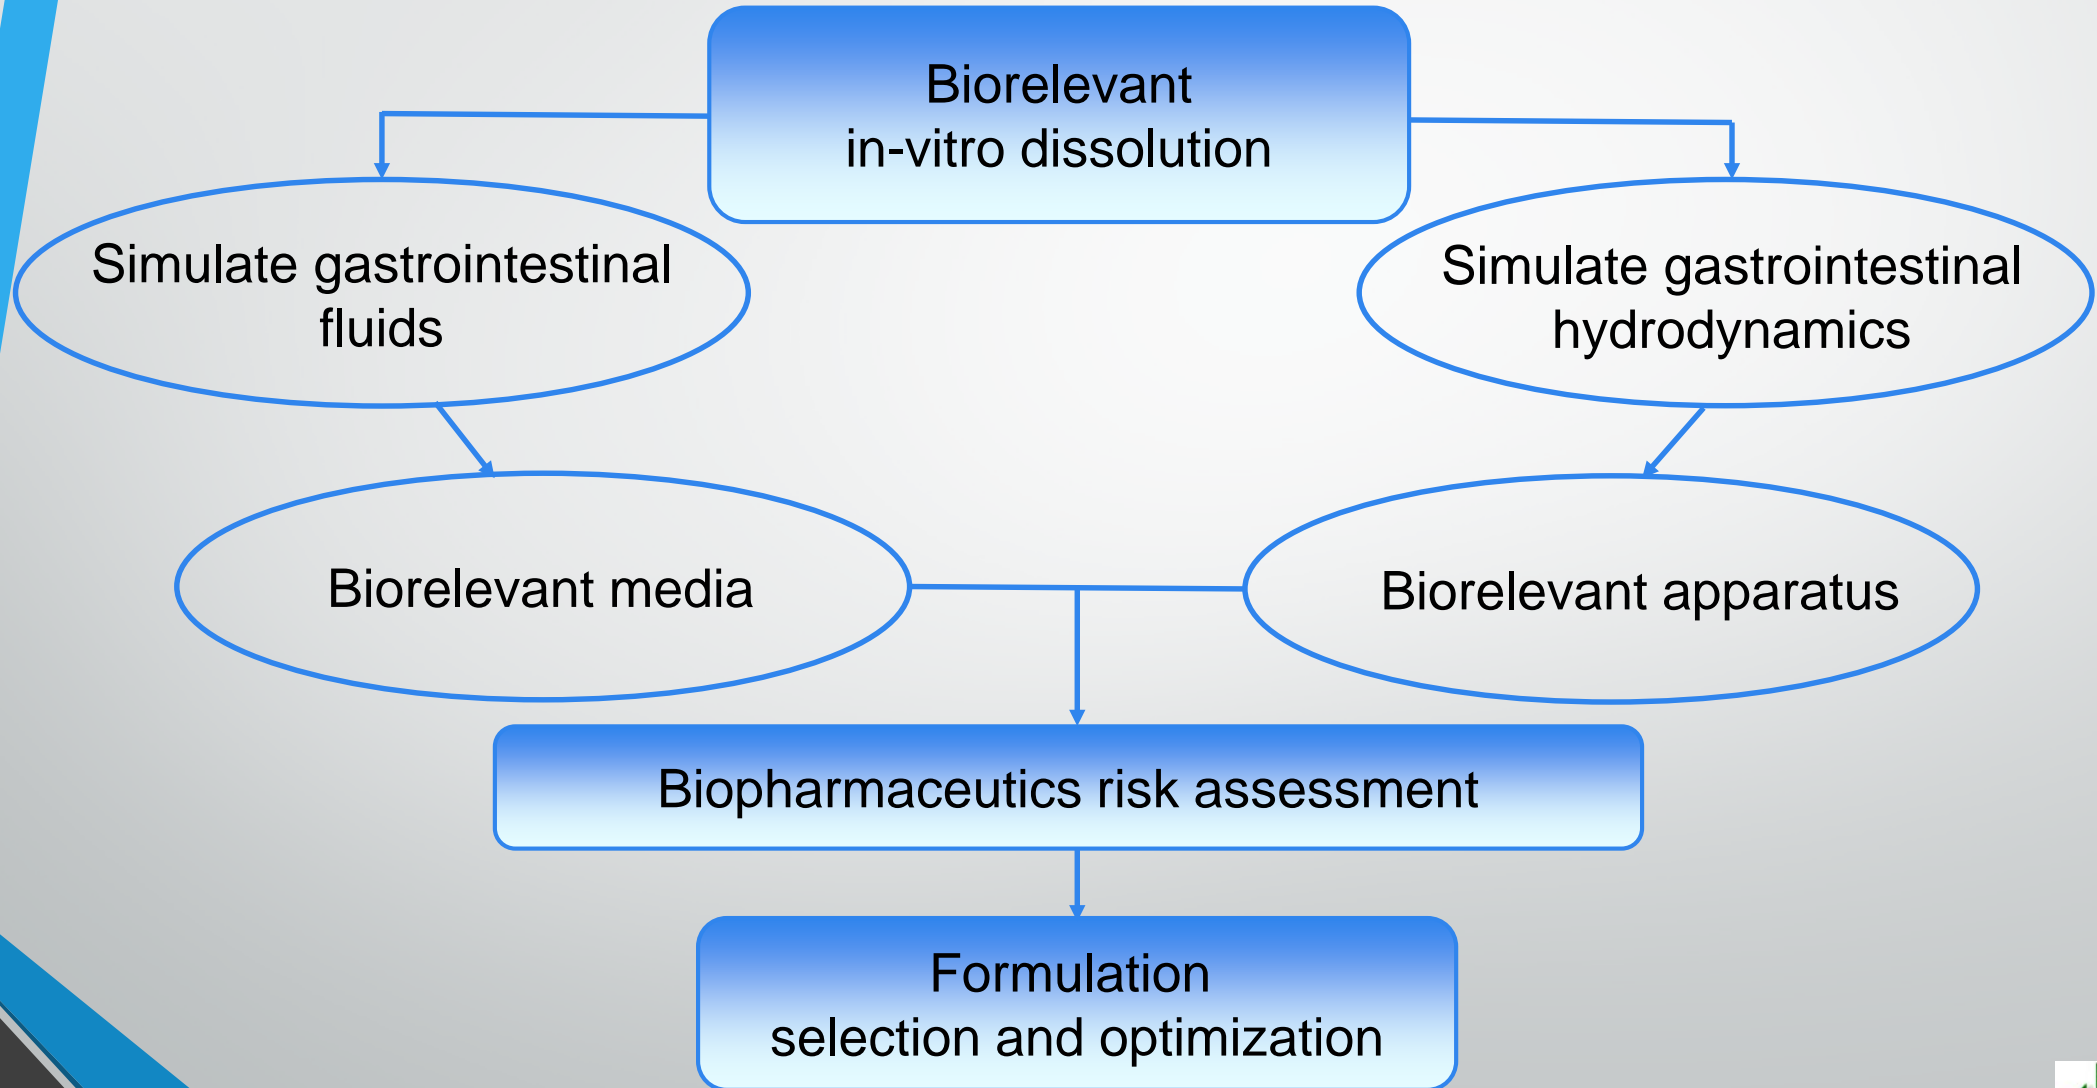 Biorelevant
in-vitro dissolution
Simulate gastrointestinal
fluids
Simulate gastrointestinal
hydrodynamics
Biorelevant media
Biorelevant apparatus
Biopharmaceutics risk assessment
Formulation
selection and optimization